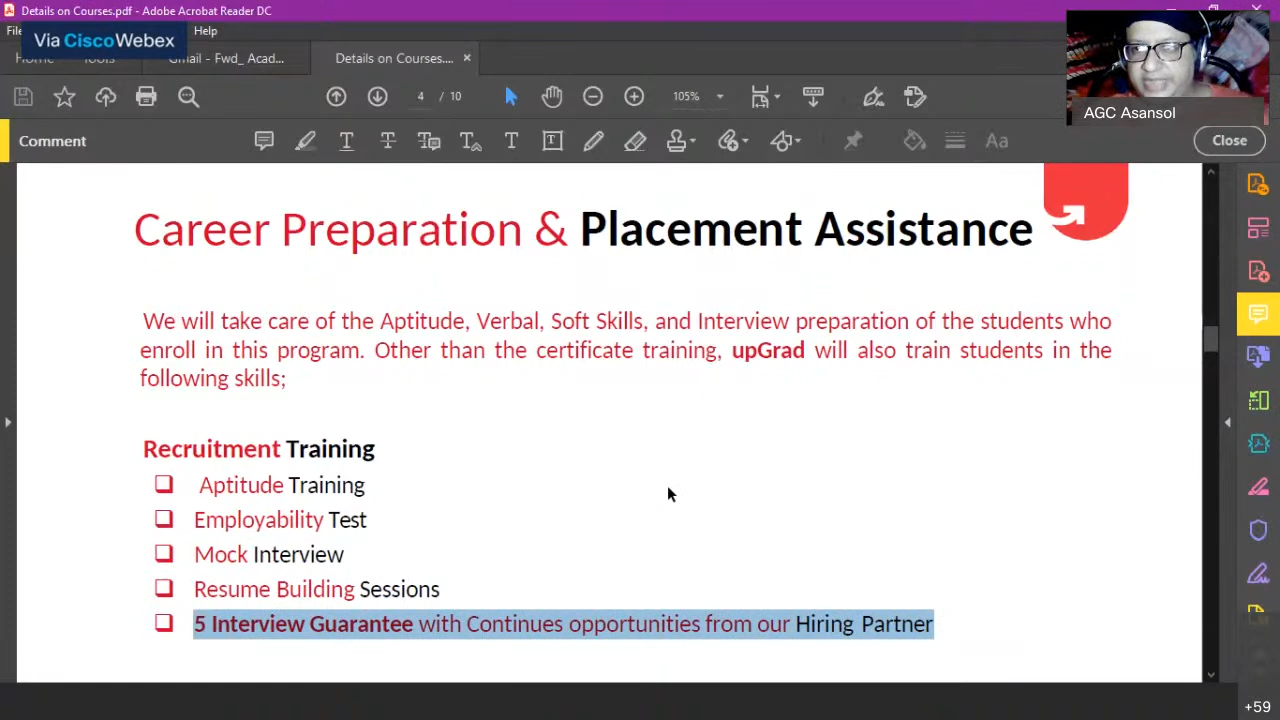 Details on Courses.pdf - Adobe Acrobat Reader DC
Help
Via CiscoWebex
Home Tools Gmail - Fwd_ Acad... Details on Courses.... ×
4 / 10 105%
AGC Asansol
Comment
Aa
Close
Career Preparation & Placement Assistance
We will take care of the Aptitude, Verbal, Soft Skills, and Interview preparation of the students who
enroll in this program. Other than the certificate training, upGrad will also train students in the
following skills;
Recruitment Training
❑ Aptitude Training
❑ Employability Test
❑ Mock Interview
❑ Resume Building Sessions
❑ 5 Interview Guarantee with Continues opportunities from our Hiring Partner
+59